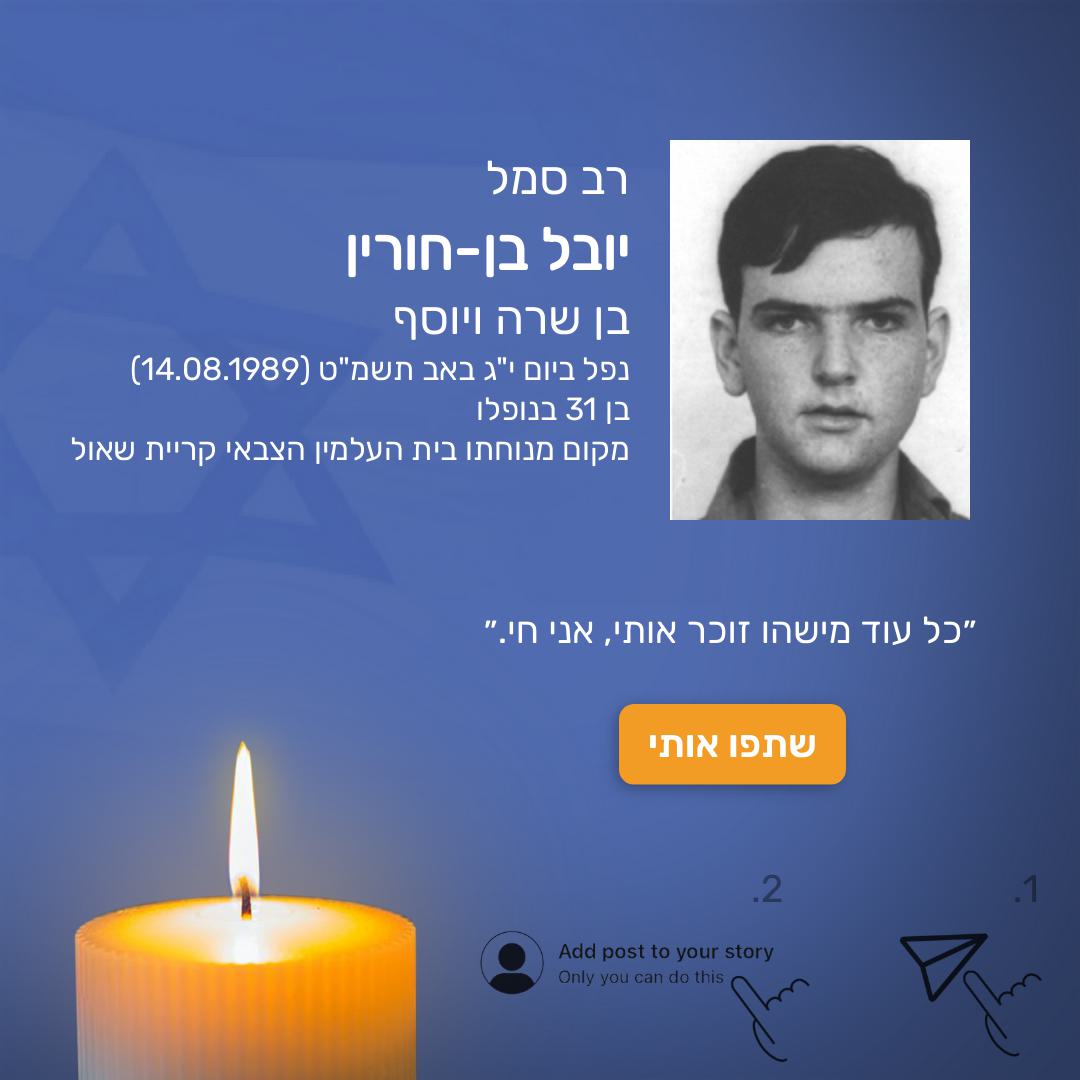 רב סמל
יובל בן-חורין
בן שרה ויוסף
נפל ביום י"ג באב תשמ"ט (14.08.1989)
בן 31 בנופלו
מקום מנוחתו בית העלמין הצבאי קריית שאול
״כל עוד מישהו זוכר אותי, אני חי.״
שתפו אותי
1.
2.
Add post to your story
Only you can do this